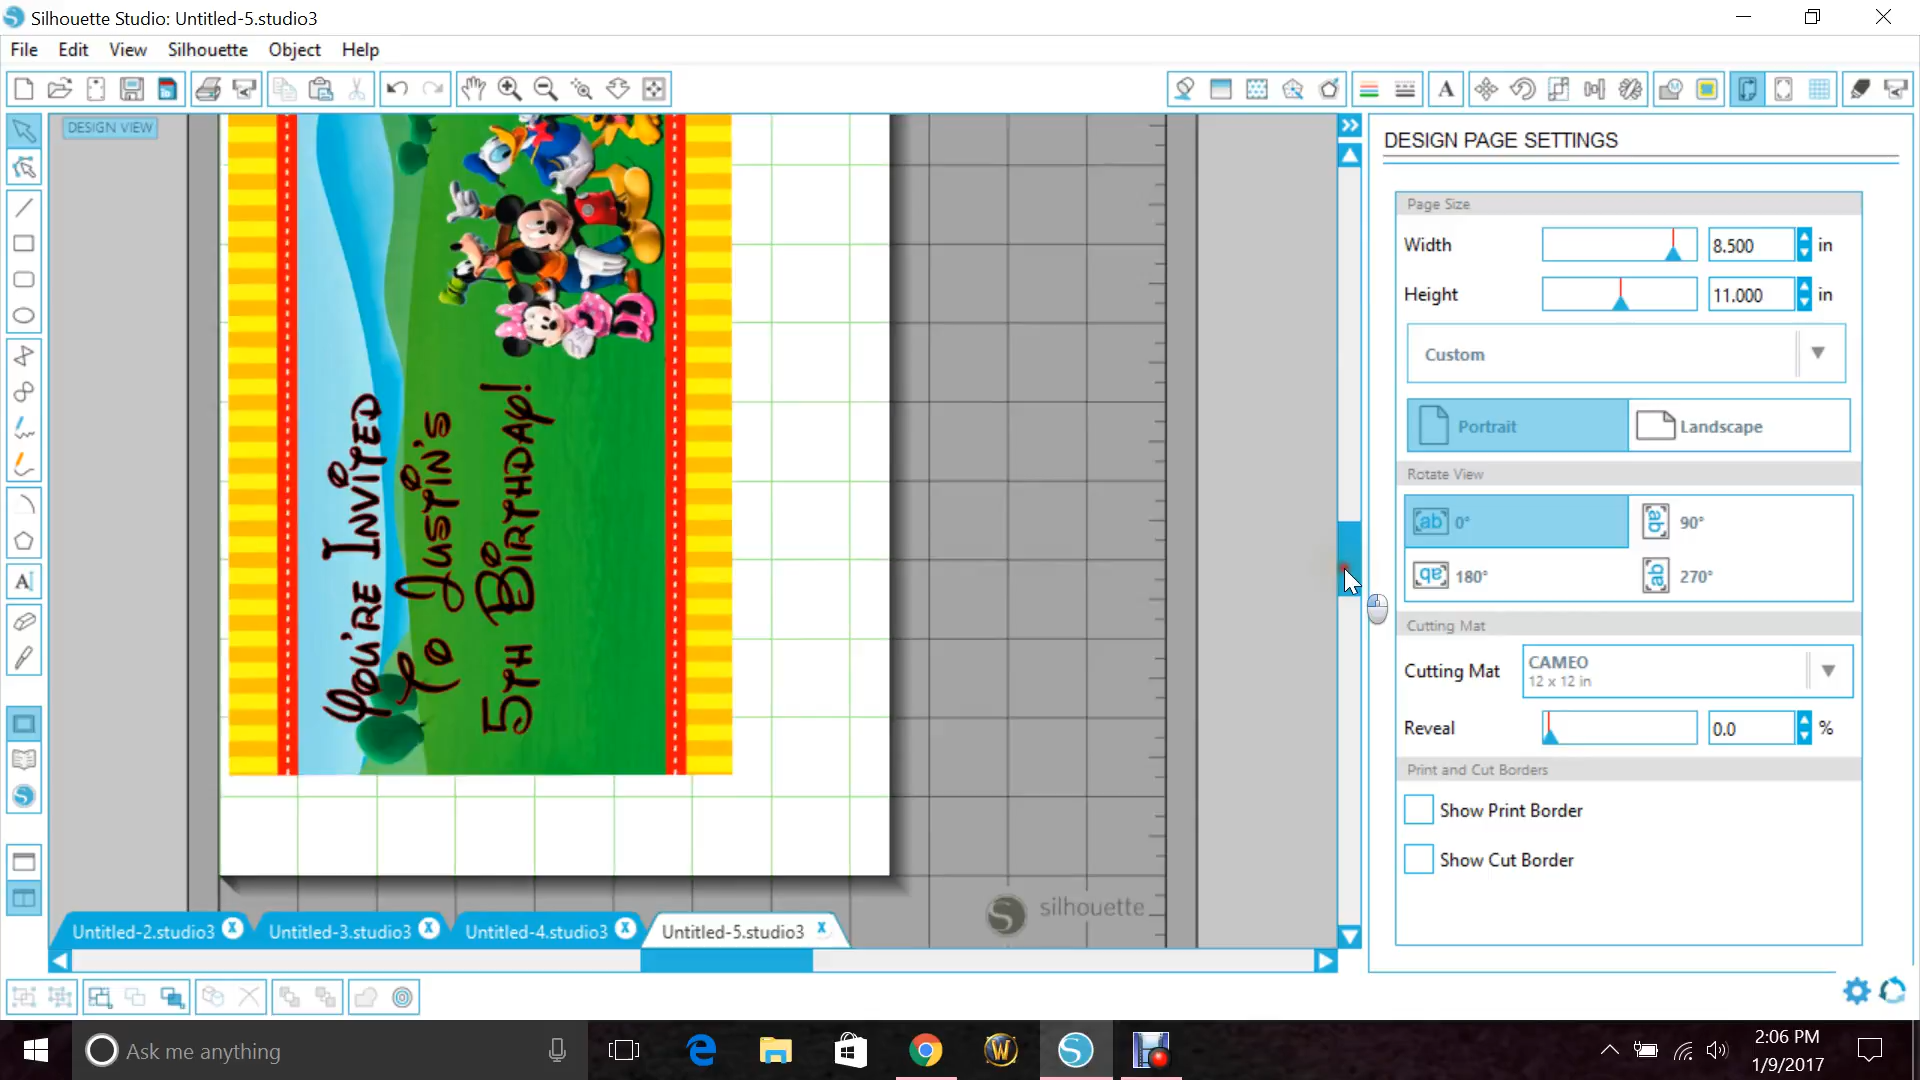 Silhouette Studio: Untitled-5.studio3
File Edit View Silhouette Object Help
DESIGN VIEW
You're Invited
To Justin's
5th Birthday!
silhouette
DESIGN PAGE SETTINGS
Page Size
Width 8.500 in
Height 11.000 in
Custom
Portrait Landscape
Rotate View
ab 0° ab 90°
ab 180° ab 270°
Cutting Mat
Cutting Mat CAMEO
12 x 12 in
Reveal 0.0 %
Print and Cut Borders
Show Print Border
Show Cut Border
Untitled-2.studio3 x Untitled-3.studio3 x Untitled-4.studio3 x Untitled-5.studio3 x
Ask me anything
2:06 PM
1/9/2017